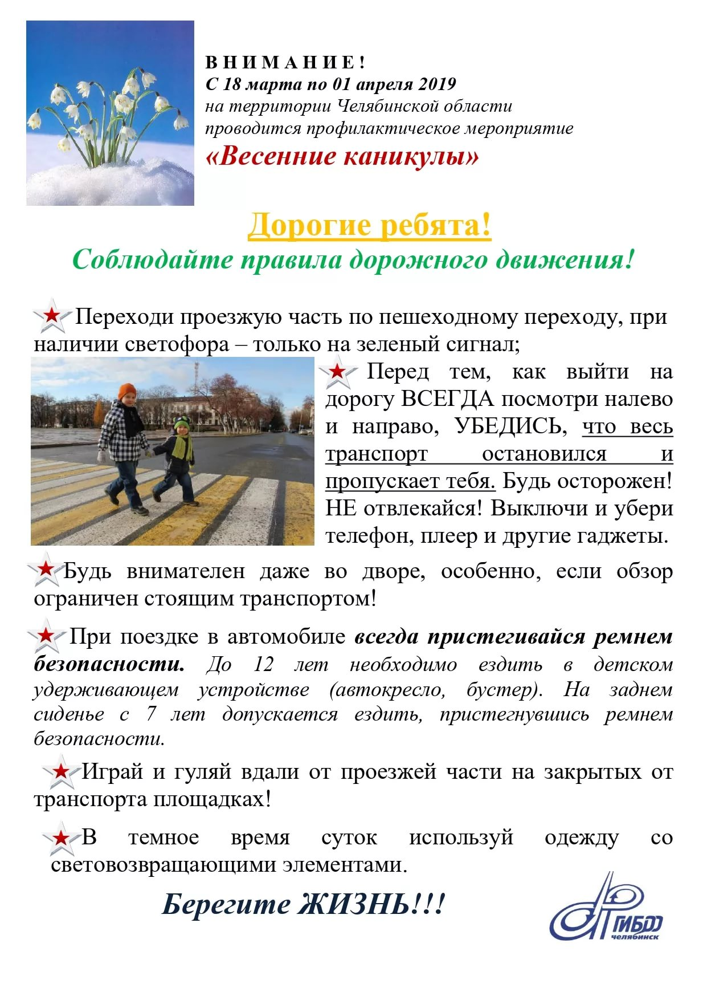 ВНИМАНИЕ!
С 18 марта по 01 апреля 2019
на территории Челябинской области
проводится профилактическое мероприятие
«Весенние каникулы»
Дорогие ребята!
Соблюдайте правила дорожного движения!
Переходи проезжую часть по пешеходному переходу, при
наличии светофора – только на зеленый сигнал;
Перед тем, как выйти на
дорогу ВСЕГДА посмотри налево
и направо, УБЕДИСЬ, что весь
транспорт остановился и
пропускает тебя. Будь осторожен!
НЕ отвлекайся! Выключи и убери
телефон, плеер и другие гаджеты.
Будь внимателен даже во дворе, особенно, если обзор
ограничен стоящим транспортом!
При поездке в автомобиле всегда пристегивайся ремнем
безопасности. До 12 лет необходимо ездить в детском
удерживающем устройстве (автокресло, бустер). На заднем
сиденье с 7 лет допускается ездить, пристегнувшись ремнем
безопасности.
Играй и гуляй вдали от проезжей части на закрытых от
транспорта площадках!
В темное время суток используй одежду со
световозвращающими элементами.
Берегите ЖИЗНЬ!!!
ГИБДД
Челябинск